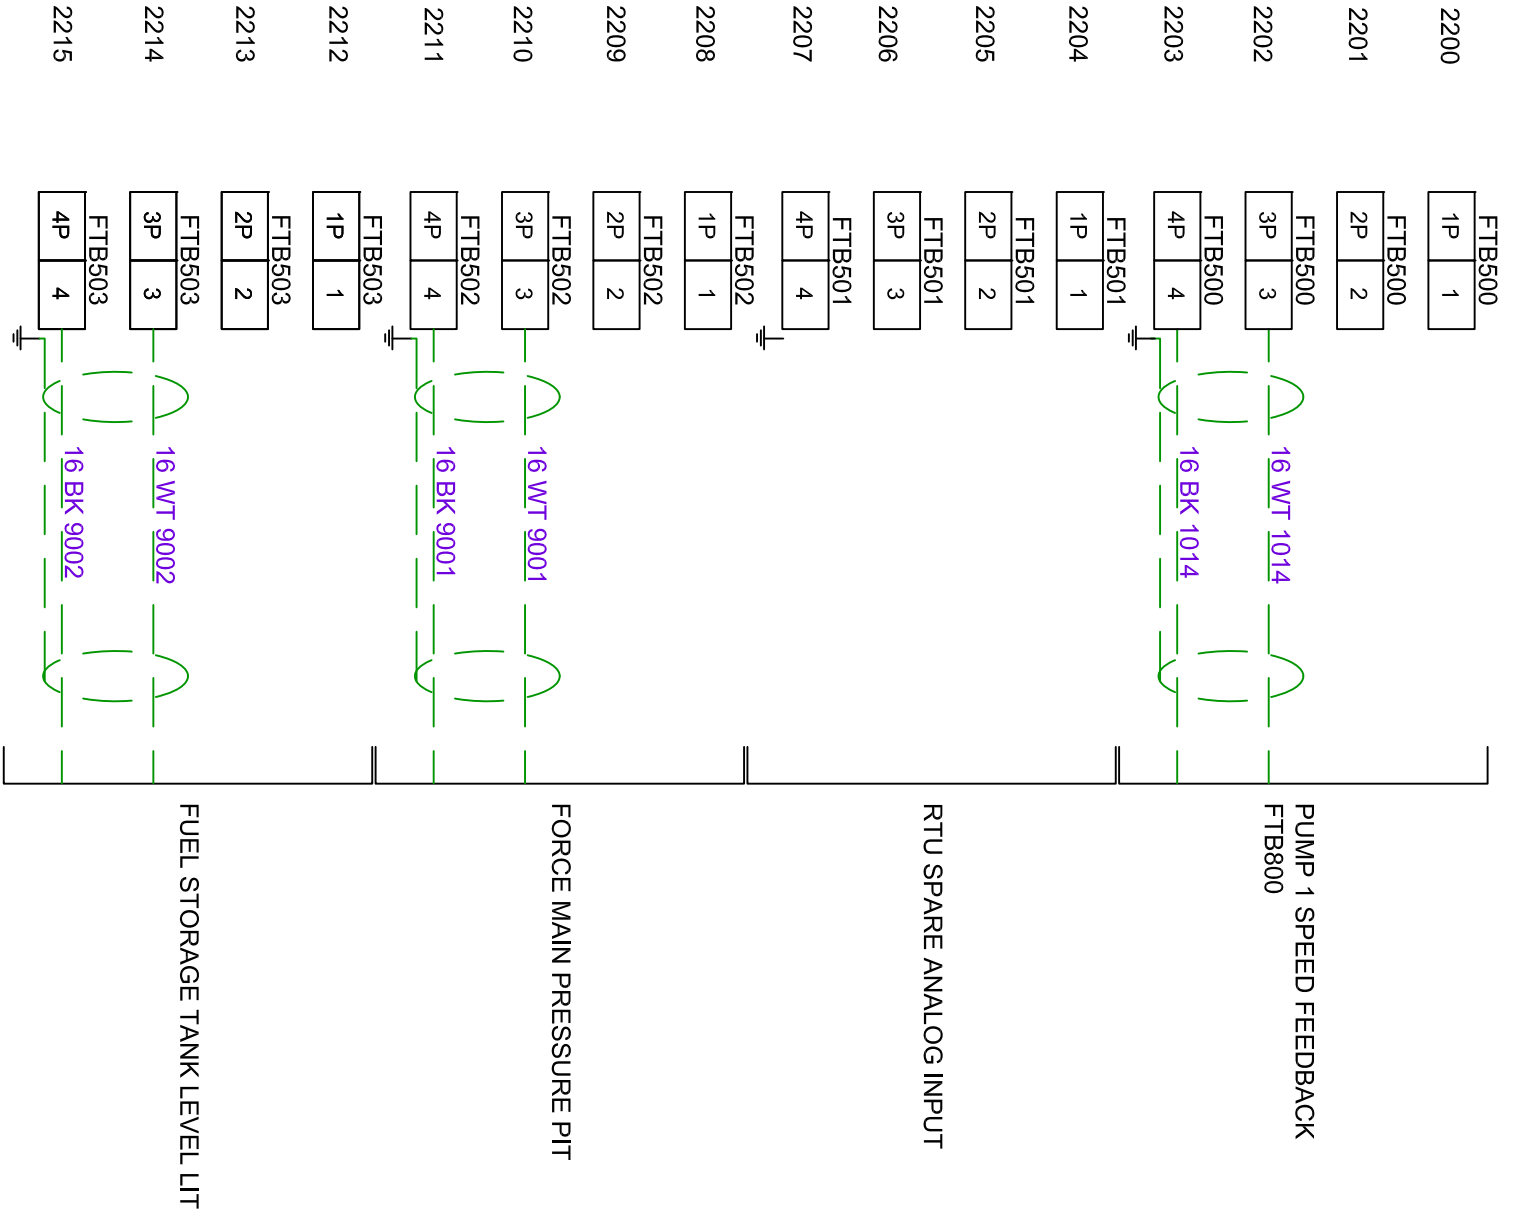 2200
FTB500
1P 1
2201
FTB500
2P 2
2202
FTB500
3P 3
16 WT 1014
2203
FTB500
4P 4
16 BK 1014
PUMP 1 SPEED FEEDBACK
FTB800
2204
FTB501
1P 1
2205
FTB501
2P 2
2206
FTB501
3P 3
2207
FTB501
4P 4
RTU SPARE ANALOG INPUT
2208
FTB502
1P 1
2209
FTB502
2P 2
2210
FTB502
3P 3
16 WT 9001
2211
FTB502
4P 4
16 BK 9001
FORCE MAIN PRESSURE PIT
2212
FTB503
1P 1
2213
FTB503
2P 2
2214
FTB503
3P 3
16 WT 9002
2215
FTB503
4P 4
16 BK 9002
FUEL STORAGE TANK LEVEL LIT